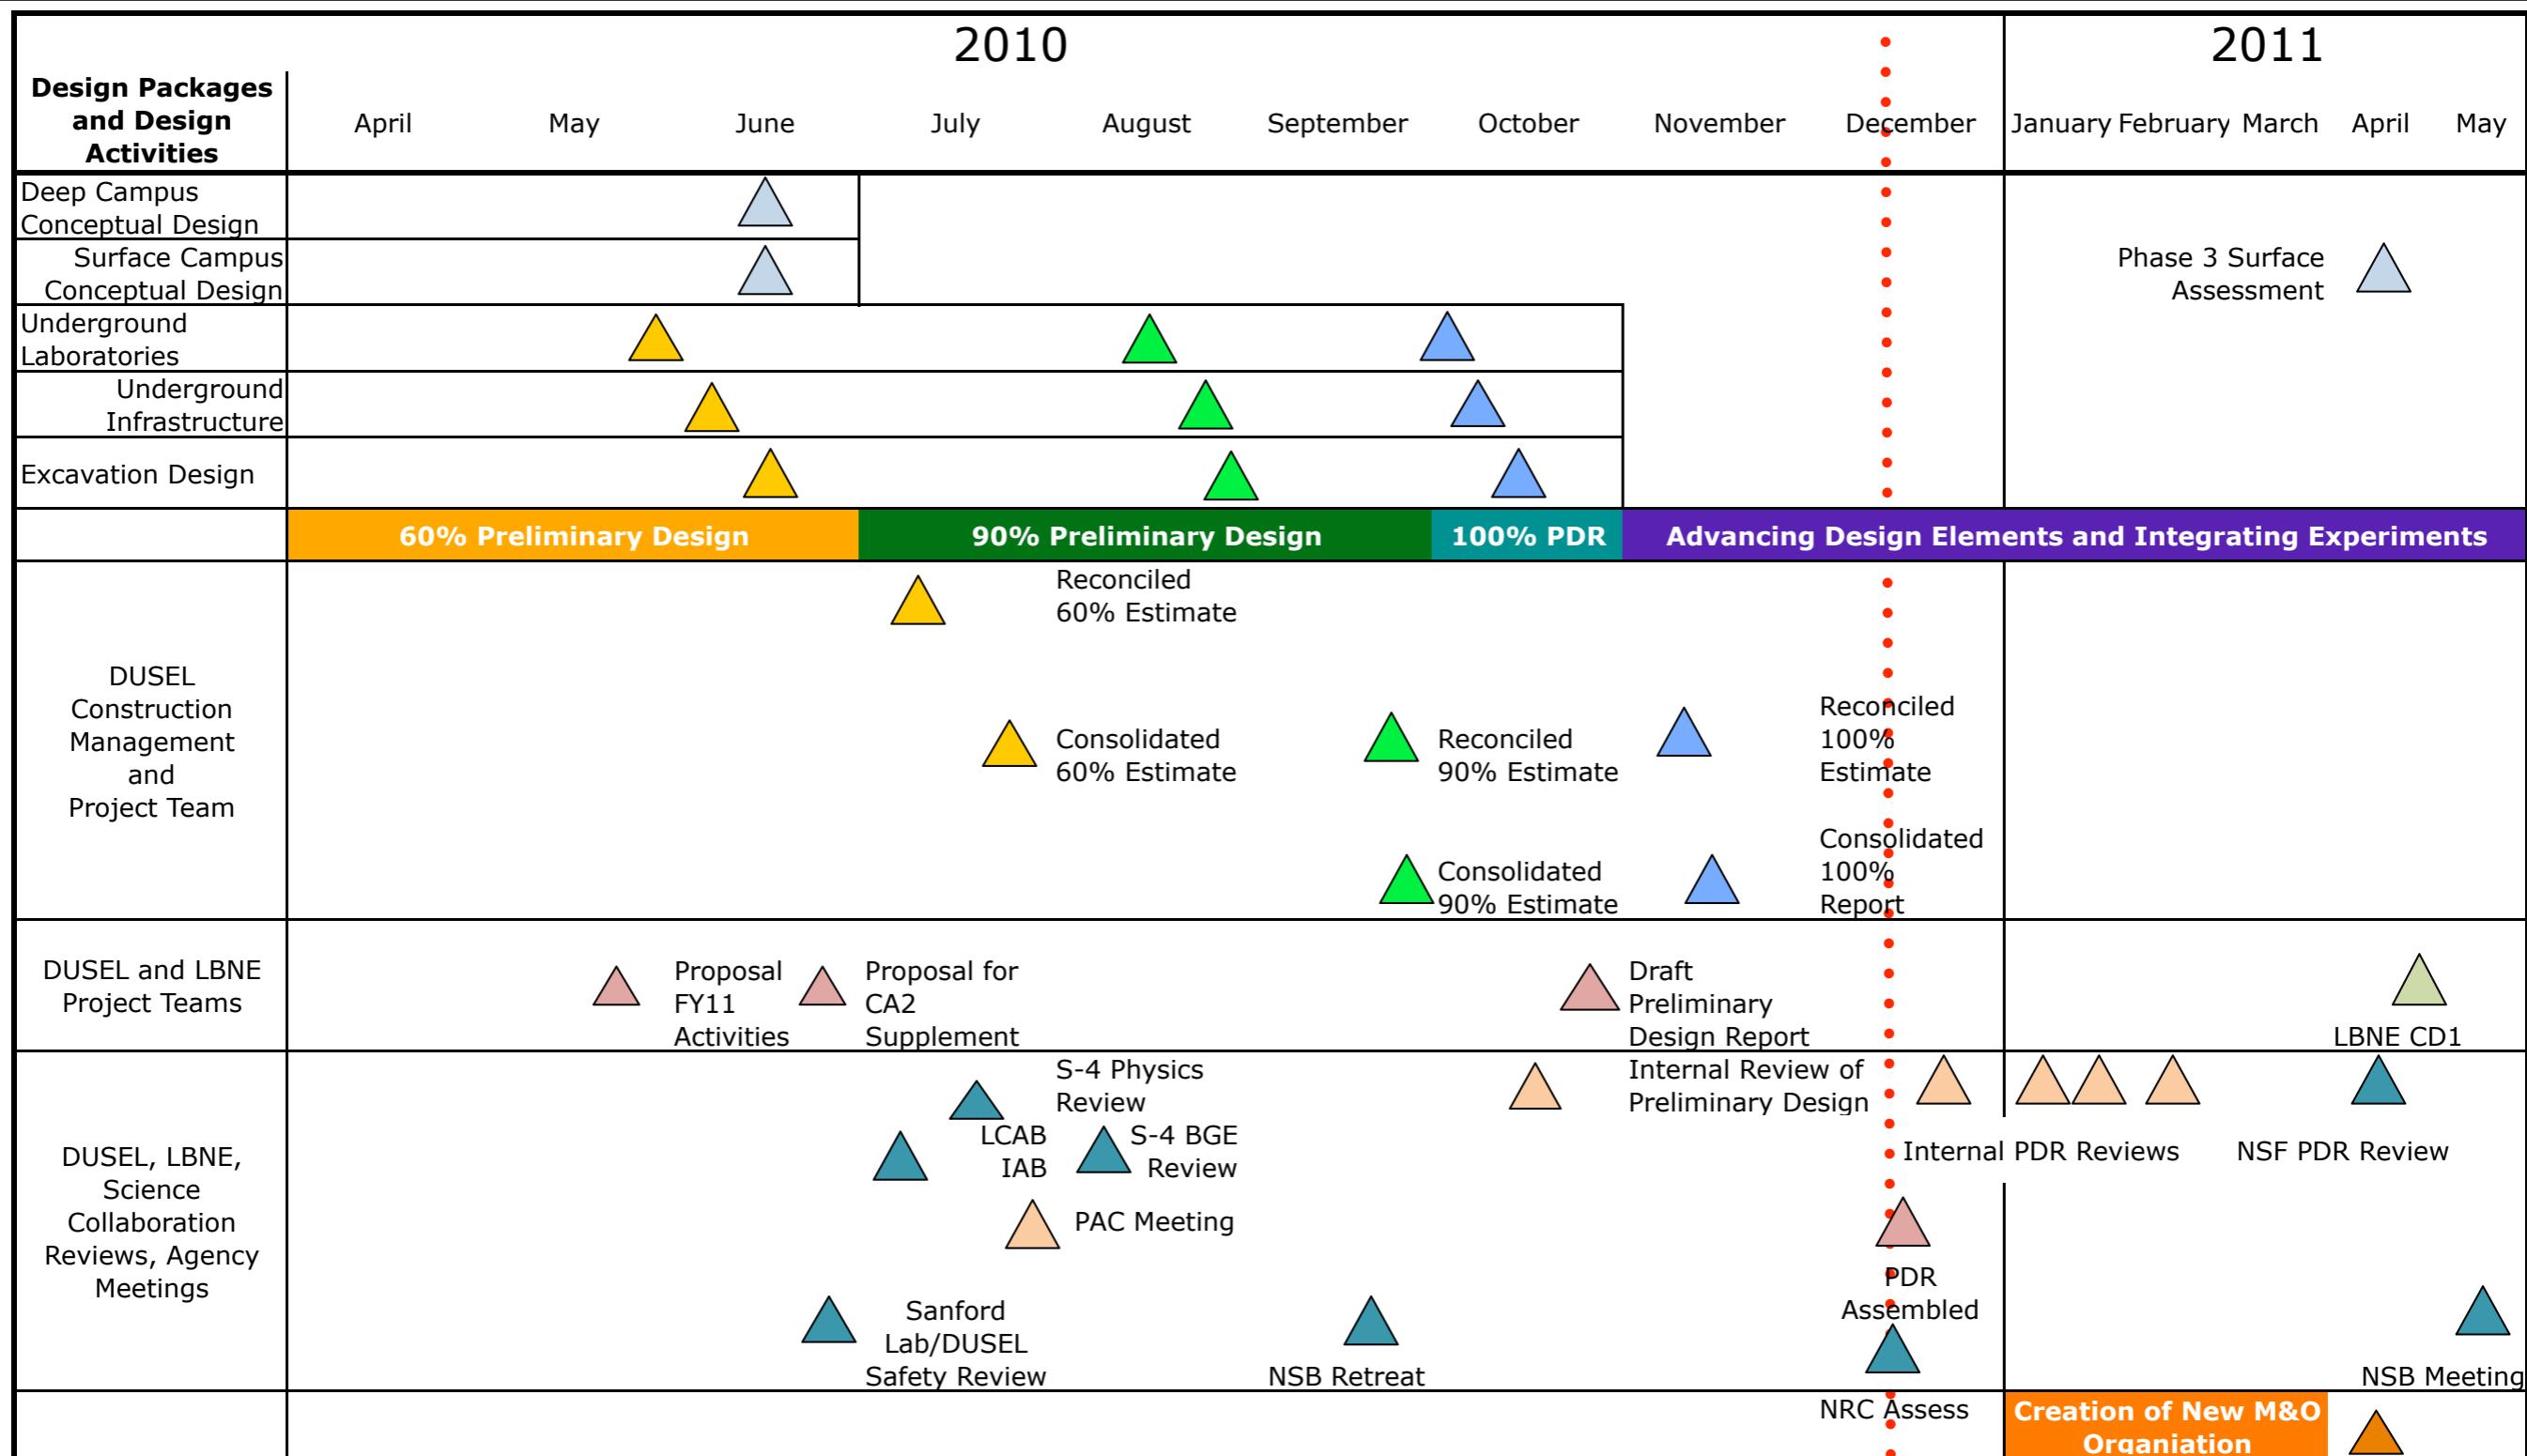 2010
2011
Design Packages
and Design
Activities
April
May
June
July
August
September
October
November
December
January
February
March
April
May
Deep Campus
Conceptual Design
Surface Campus
Conceptual Design
Phase 3 Surface
Assessment
Underground
Laboratories
Underground
Infrastructure
Excavation Design
60% Preliminary Design
90% Preliminary Design
100% PDR
Advancing Design Elements and Integrating Experiments
DUSEL
Construction
Management
and
Project Team
Reconciled
60% Estimate
Consolidated
60% Estimate
Reconciled
90% Estimate
Reconciled
100%
Estimate
Consolidated
90% Estimate
Consolidated
100%
Report
DUSEL and LBNE
Project Teams
Proposal
FY11
Activities
Proposal for
CA2
Supplement
Draft
Preliminary
Design Report
LBNE CD1
DUSEL, LBNE,
Science
Collaboration
Reviews, Agency
Meetings
S-4 Physics
Review
Internal Review of
Preliminary Design
LCAB
IAB
S-4 BGE
Review
Internal PDR Reviews
NSF PDR Review
PAC Meeting
PDR
Assembled
Sanford
Lab/DUSEL
Safety Review
NSB Retreat
NSB Meeting
NRC Assess
Creation of New M&O
Organiation